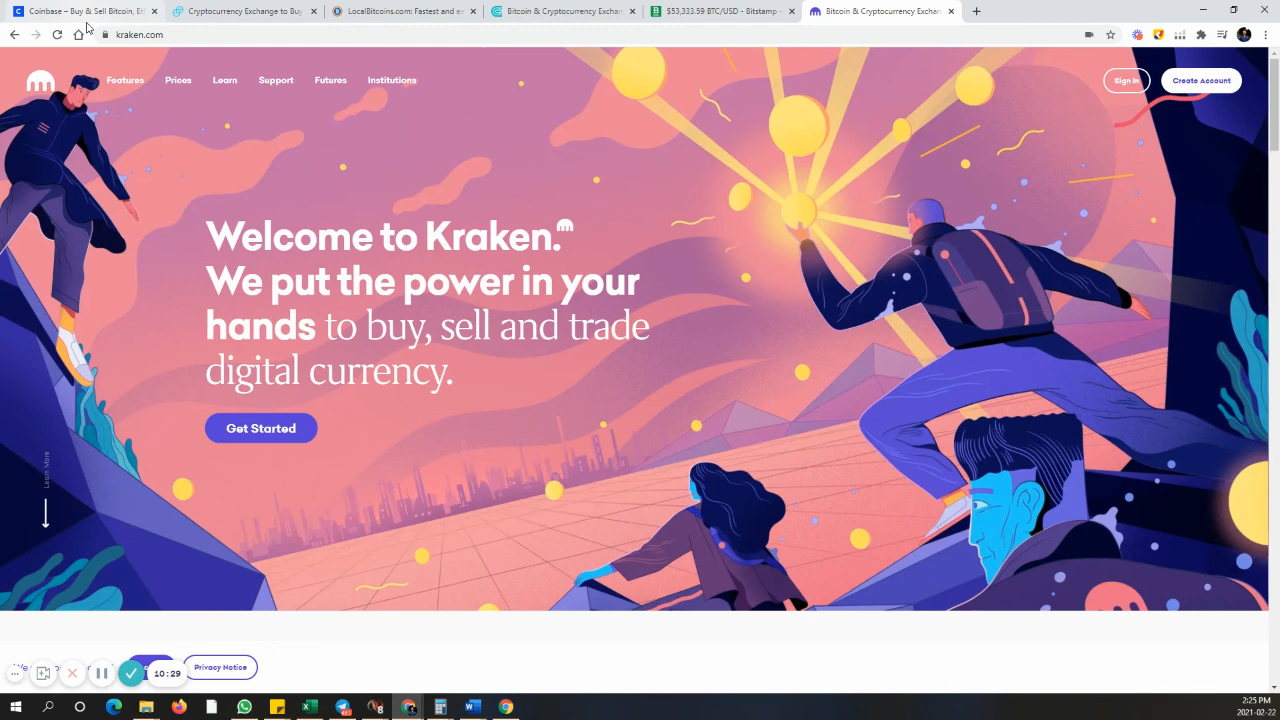 Coinbase – Buy & Sell Bitcoin, Et
Cryptocurrency Exchange to Buy
LocalBitcoins.com: Fastest and e
Bitcoin & Cryptocurrency Exchan
$53,333.59 BTC/USD - Bitstamp
Bitcoin & Cryptocurrency Exchan
kraken.com
Features
Prices
Learn
Support
Futures
Institutions
Sign In
Create Account
Welcome to Kraken.
We put the power in your
hands to buy, sell and trade
digital currency.
Get Started
Learn More
Privacy Notice
10:29
2:25 PM
2021-02-22